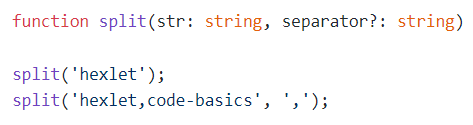 function split(str: string, separator?: string)
split('hexlet');
split('hexlet,code-basics', ',');